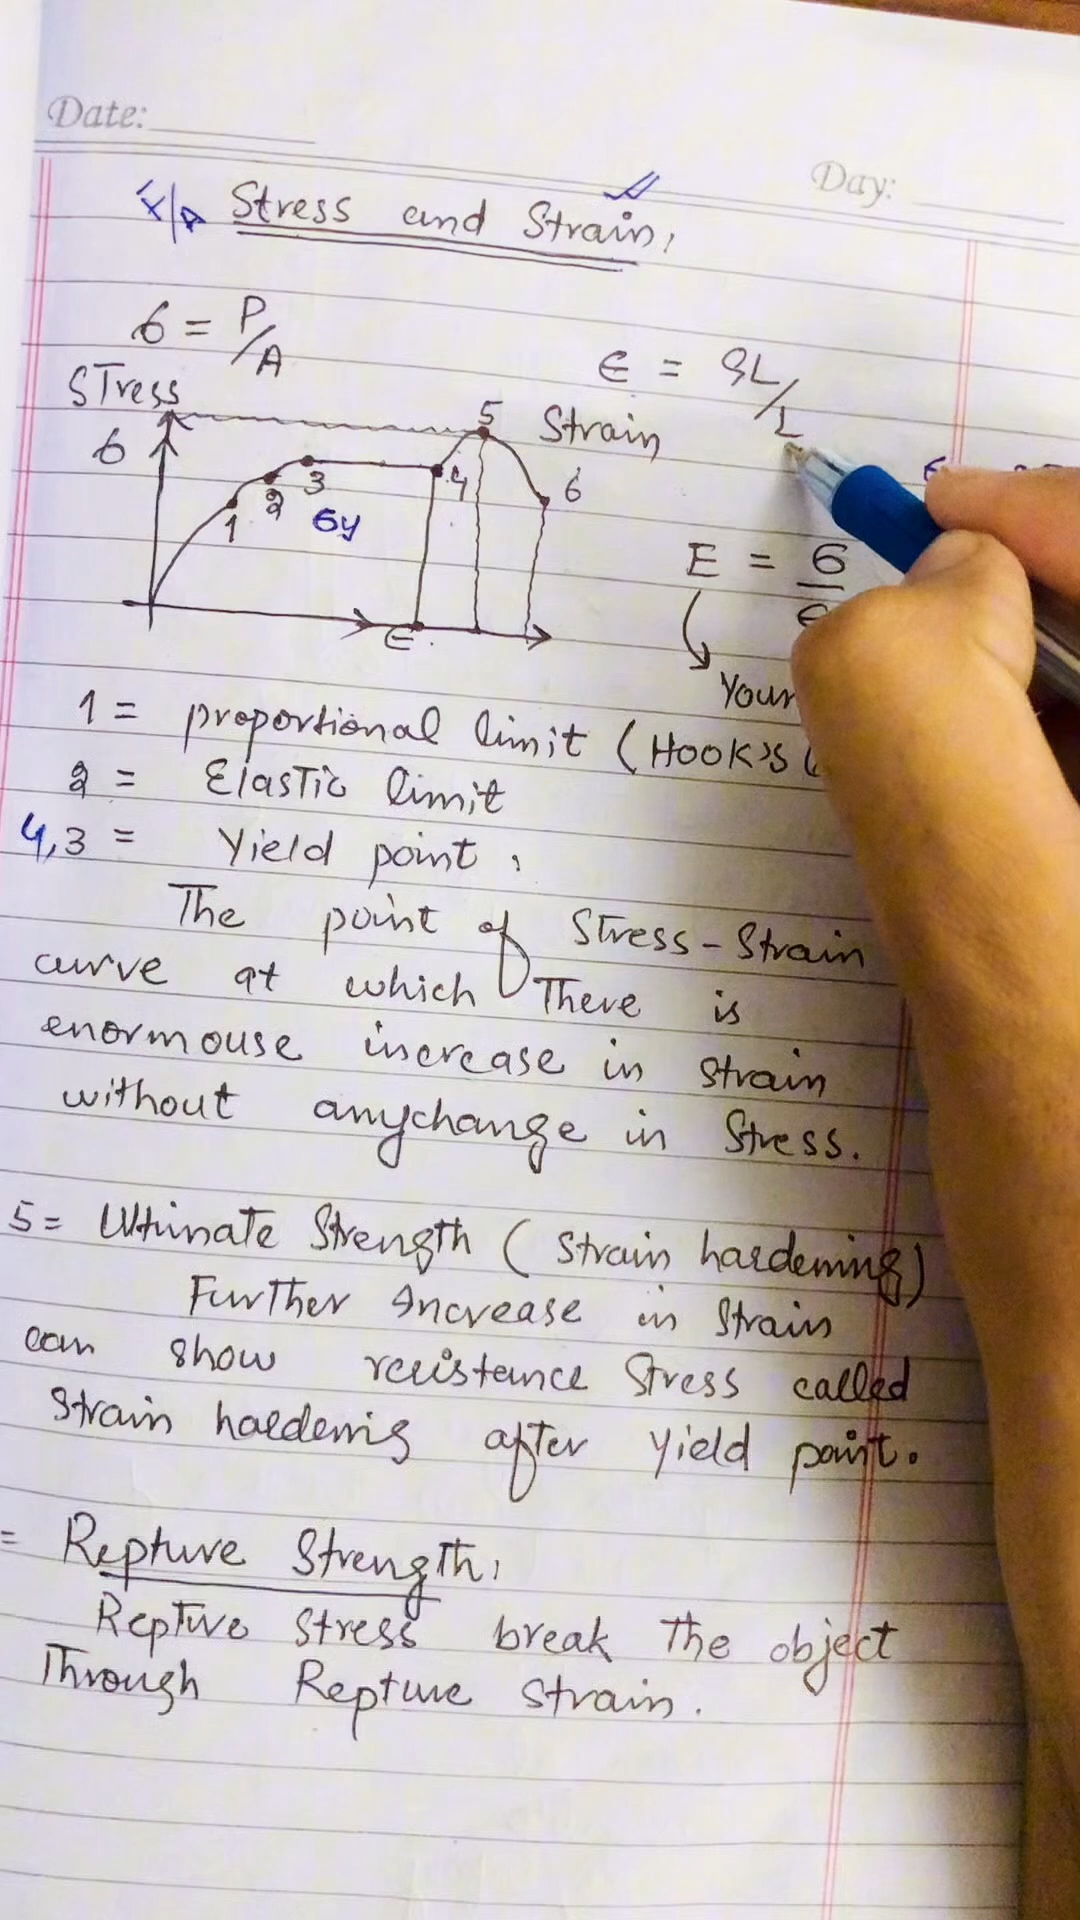 Date:
Day:
F/A Stress and Strain,
6 = P/A
STress
6
ϵ = δL/L
Strain
1
2
3
4
5
6
6y
E = 6/ϵ
ϵ
Youn
1 = proportional limit (Hook's
2 = Elastic limit
4,3 = Yield point,
The point of Stress-Strain
curve at which There is
enormouse increase in strain
without anychange in Stress.
5 = Ultimate Strength (Strain hardening)
Further Increase in Strain
can show resistance Stress called
Strain hardening after Yield point.
= Repture Strength,
Repture Stress break The object
Through Repture Strain.